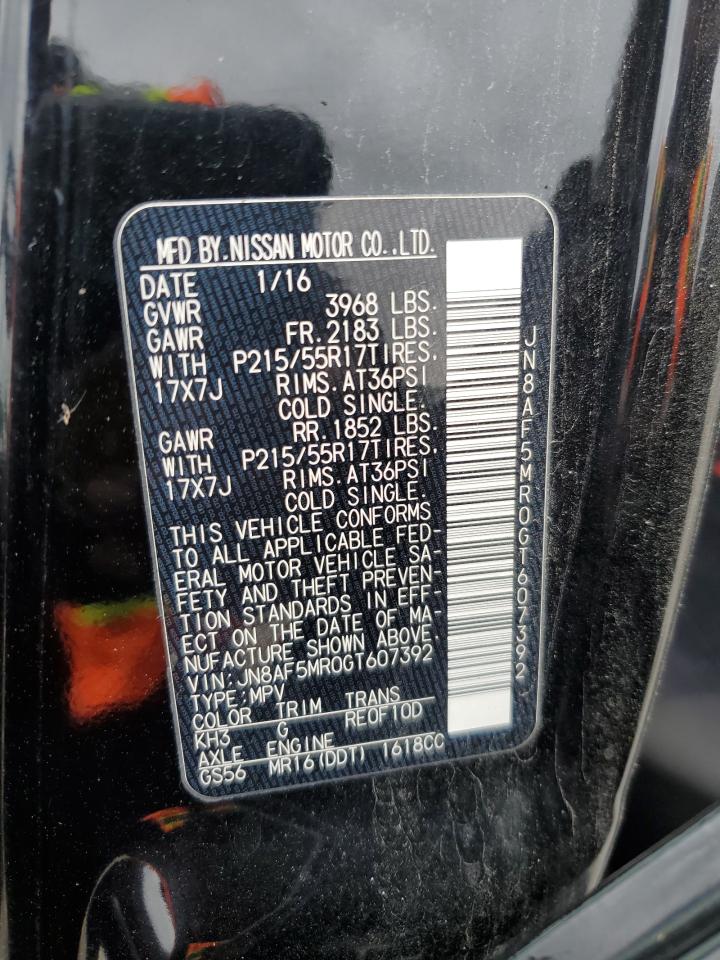 MFD BY.NISSAN MOTOR CO.,LTD.
DATE 1/16
GVWR 3968 LBS.
GAWR FR.2183 LBS.
WITH P215/55R17TIRES.
17X7J RIMS.AT36PSI
COLD SINGLE.
GAWR RR.1852 LBS.
WITH P215/55R17TIRES.
17X7J RIMS.AT36PSI
COLD SINGLE.
THIS VEHICLE CONFORMS
TO ALL APPLICABLE FED-
ERAL MOTOR VEHICLE SA-
FETY AND THEFT PREVEN-
TION STANDARDS IN EFF-
ECT ON THE DATE OF MA-
NUFACTURE SHOWN ABOVE.
VIN:JN8AF5MR0GT607392
TYPE:MPV
COLOR TRIM TRANS
KH3 G RE0F10D
AXLE ENGINE
GS56 MR16(DDT) 1618CC
JN8AF5MR0GT607392